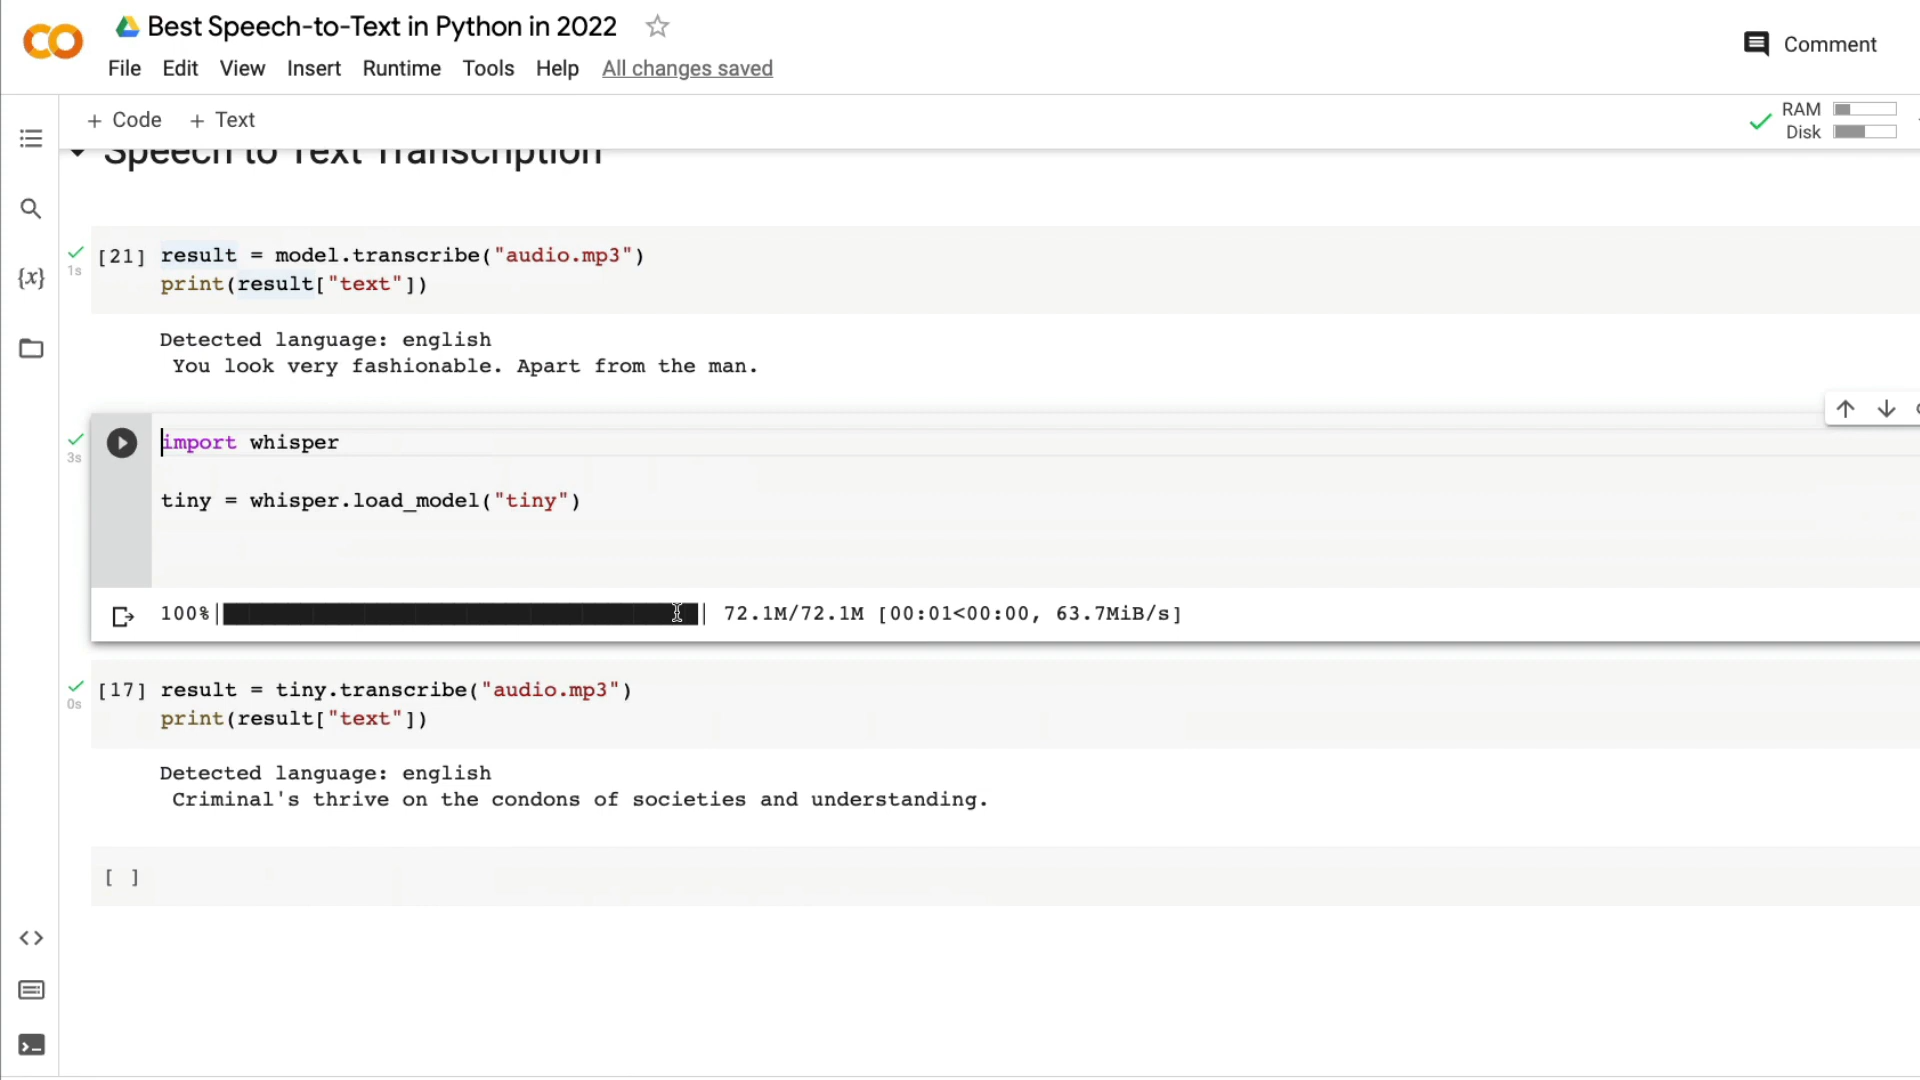 Best Speech-to-Text in Python in 2022
Comment
File Edit View Insert Runtime Tools Help All changes saved
+ Code + Text
RAM
Disk
Speech to Text Transcription
{x}
1s
[21] result = model.transcribe("audio.mp3")
print(result["text"])
Detected language: english
You look very fashionable. Apart from the man.
3s
import whisper
tiny = whisper.load_model("tiny")
100%| | 72.1M/72.1M [00:01<00:00, 63.7MiB/s]
0s
[17] result = tiny.transcribe("audio.mp3")
print(result["text"])
Detected language: english
Criminal's thrive on the condons of societies and understanding.
[ ]